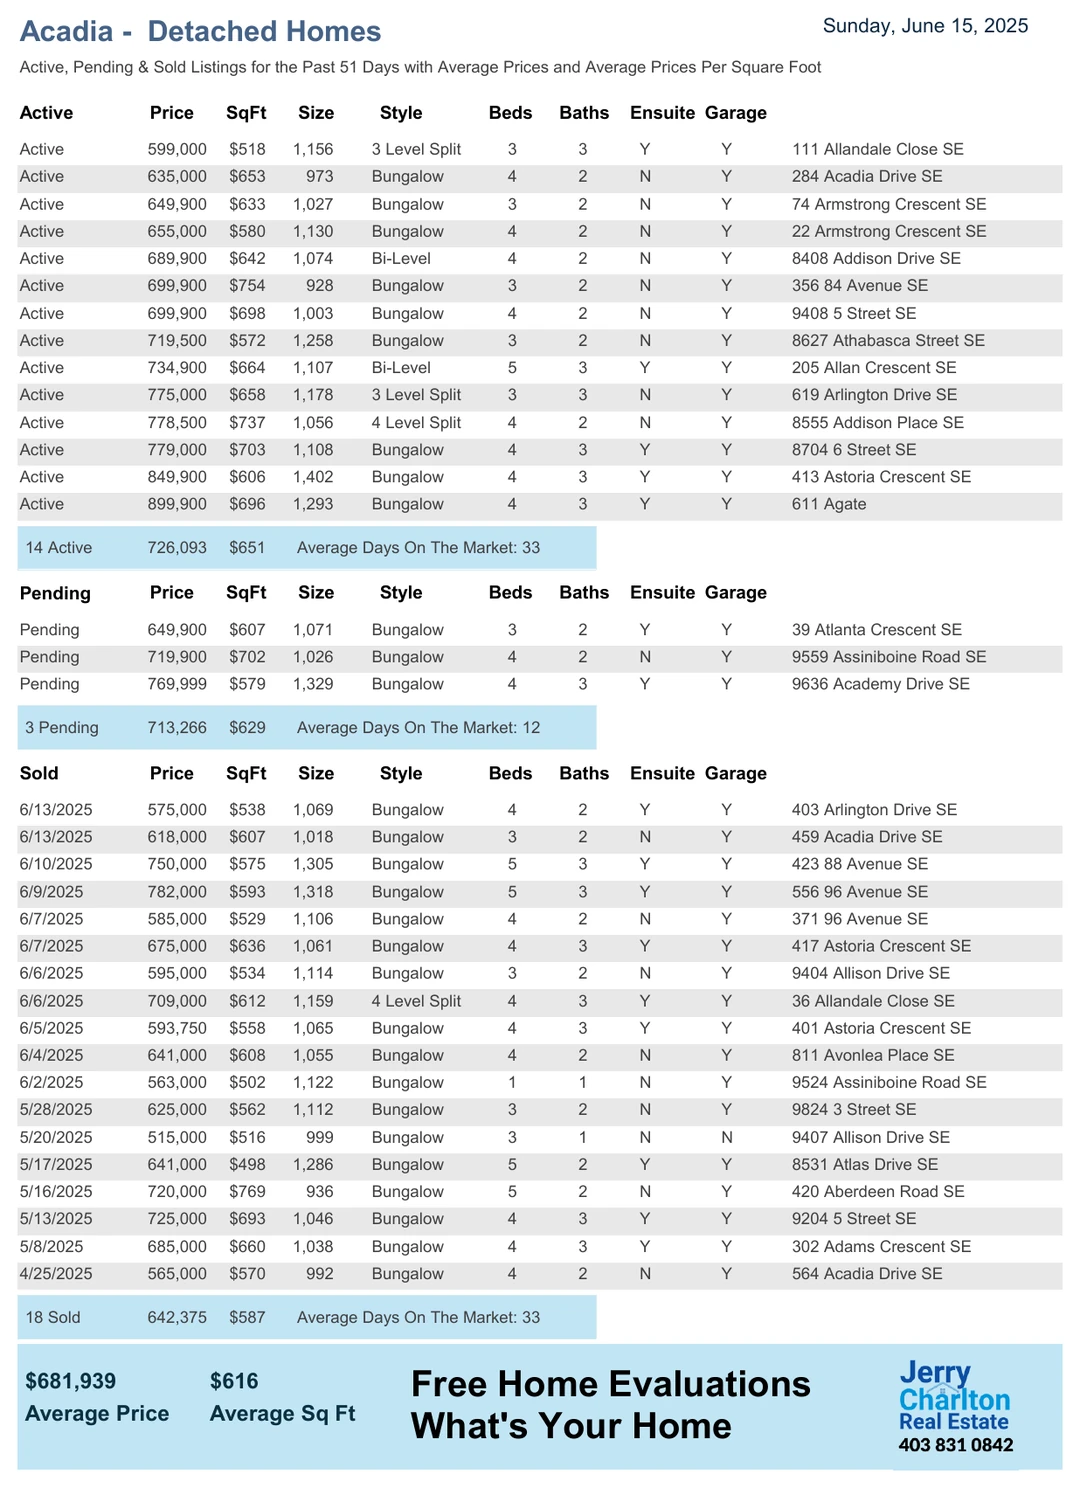 Acadia - Detached Homes
Sunday, June 15, 2025
Active, Pending & Sold Listings for the Past 51 Days with Average Prices and Average Prices Per Square Foot
Active Price SqFt Size Style Beds Baths Ensuite Garage
Active 599,000 $518 1,156 3 Level Split 3 3 Y Y 111 Allandale Close SE
Active 635,000 $653 973 Bungalow 4 2 N Y 284 Acadia Drive SE
Active 649,900 $633 1,027 Bungalow 3 2 N Y 74 Armstrong Crescent SE
Active 655,000 $580 1,130 Bungalow 4 2 N Y 22 Armstrong Crescent SE
Active 689,900 $642 1,074 Bi-Level 4 2 N Y 8408 Addison Drive SE
Active 699,900 $754 928 Bungalow 3 2 N Y 356 84 Avenue SE
Active 699,900 $698 1,003 Bungalow 4 2 N Y 9408 5 Street SE
Active 719,500 $572 1,258 Bungalow 3 2 N Y 8627 Athabasca Street SE
Active 734,900 $664 1,107 Bi-Level 5 3 Y Y 205 Allan Crescent SE
Active 775,000 $658 1,178 3 Level Split 3 3 N Y 619 Arlington Drive SE
Active 778,500 $737 1,056 4 Level Split 4 2 N Y 8555 Addison Place SE
Active 779,000 $703 1,108 Bungalow 4 3 Y Y 8704 6 Street SE
Active 849,900 $606 1,402 Bungalow 4 3 Y Y 413 Astoria Crescent SE
Active 899,900 $696 1,293 Bungalow 4 3 Y Y 611 Agate
14 Active 726,093 $651 Average Days On The Market: 33
Pending Price SqFt Size Style Beds Baths Ensuite Garage
Pending 649,900 $607 1,071 Bungalow 3 2 Y Y 39 Atlanta Crescent SE
Pending 719,900 $702 1,026 Bungalow 4 2 N Y 9559 Assiniboine Road SE
Pending 769,999 $579 1,329 Bungalow 4 3 Y Y 9636 Academy Drive SE
3 Pending 713,266 $629 Average Days On The Market: 12
Sold Price SqFt Size Style Beds Baths Ensuite Garage
6/13/2025 575,000 $538 1,069 Bungalow 4 2 Y Y 403 Arlington Drive SE
6/13/2025 618,000 $607 1,018 Bungalow 3 2 N Y 459 Acadia Drive SE
6/10/2025 750,000 $575 1,305 Bungalow 5 3 Y Y 423 88 Avenue SE
6/9/2025 782,000 $593 1,318 Bungalow 5 3 Y Y 556 96 Avenue SE
6/7/2025 585,000 $529 1,106 Bungalow 4 2 N Y 371 96 Avenue SE
6/7/2025 675,000 $636 1,061 Bungalow 4 3 Y Y 417 Astoria Crescent SE
6/6/2025 595,000 $534 1,114 Bungalow 3 2 N Y 9404 Allison Drive SE
6/6/2025 709,000 $612 1,159 4 Level Split 4 3 Y Y 36 Allandale Close SE
6/5/2025 593,750 $558 1,065 Bungalow 4 3 Y Y 401 Astoria Crescent SE
6/4/2025 641,000 $608 1,055 Bungalow 4 2 N Y 811 Avonlea Place SE
6/2/2025 563,000 $502 1,122 Bungalow 1 1 N Y 9524 Assiniboine Road SE
5/28/2025 625,000 $562 1,112 Bungalow 3 2 N Y 9824 3 Street SE
5/20/2025 515,000 $516 999 Bungalow 3 1 N N 9407 Allison Drive SE
5/17/2025 641,000 $498 1,286 Bungalow 5 2 Y Y 8531 Atlas Drive SE
5/16/2025 720,000 $769 936 Bungalow 5 2 N Y 420 Aberdeen Road SE
5/13/2025 725,000 $693 1,046 Bungalow 4 3 Y Y 9204 5 Street SE
5/8/2025 685,000 $660 1,038 Bungalow 4 3 Y Y 302 Adams Crescent SE
4/25/2025 565,000 $570 992 Bungalow 4 2 N Y 564 Acadia Drive SE
18 Sold 642,375 $587 Average Days On The Market: 33
$681,939 $616
Average Price Average Sq Ft
Free Home Evaluations
What's Your Home
Jerry
Charlton
Real Estate
403 831 0842